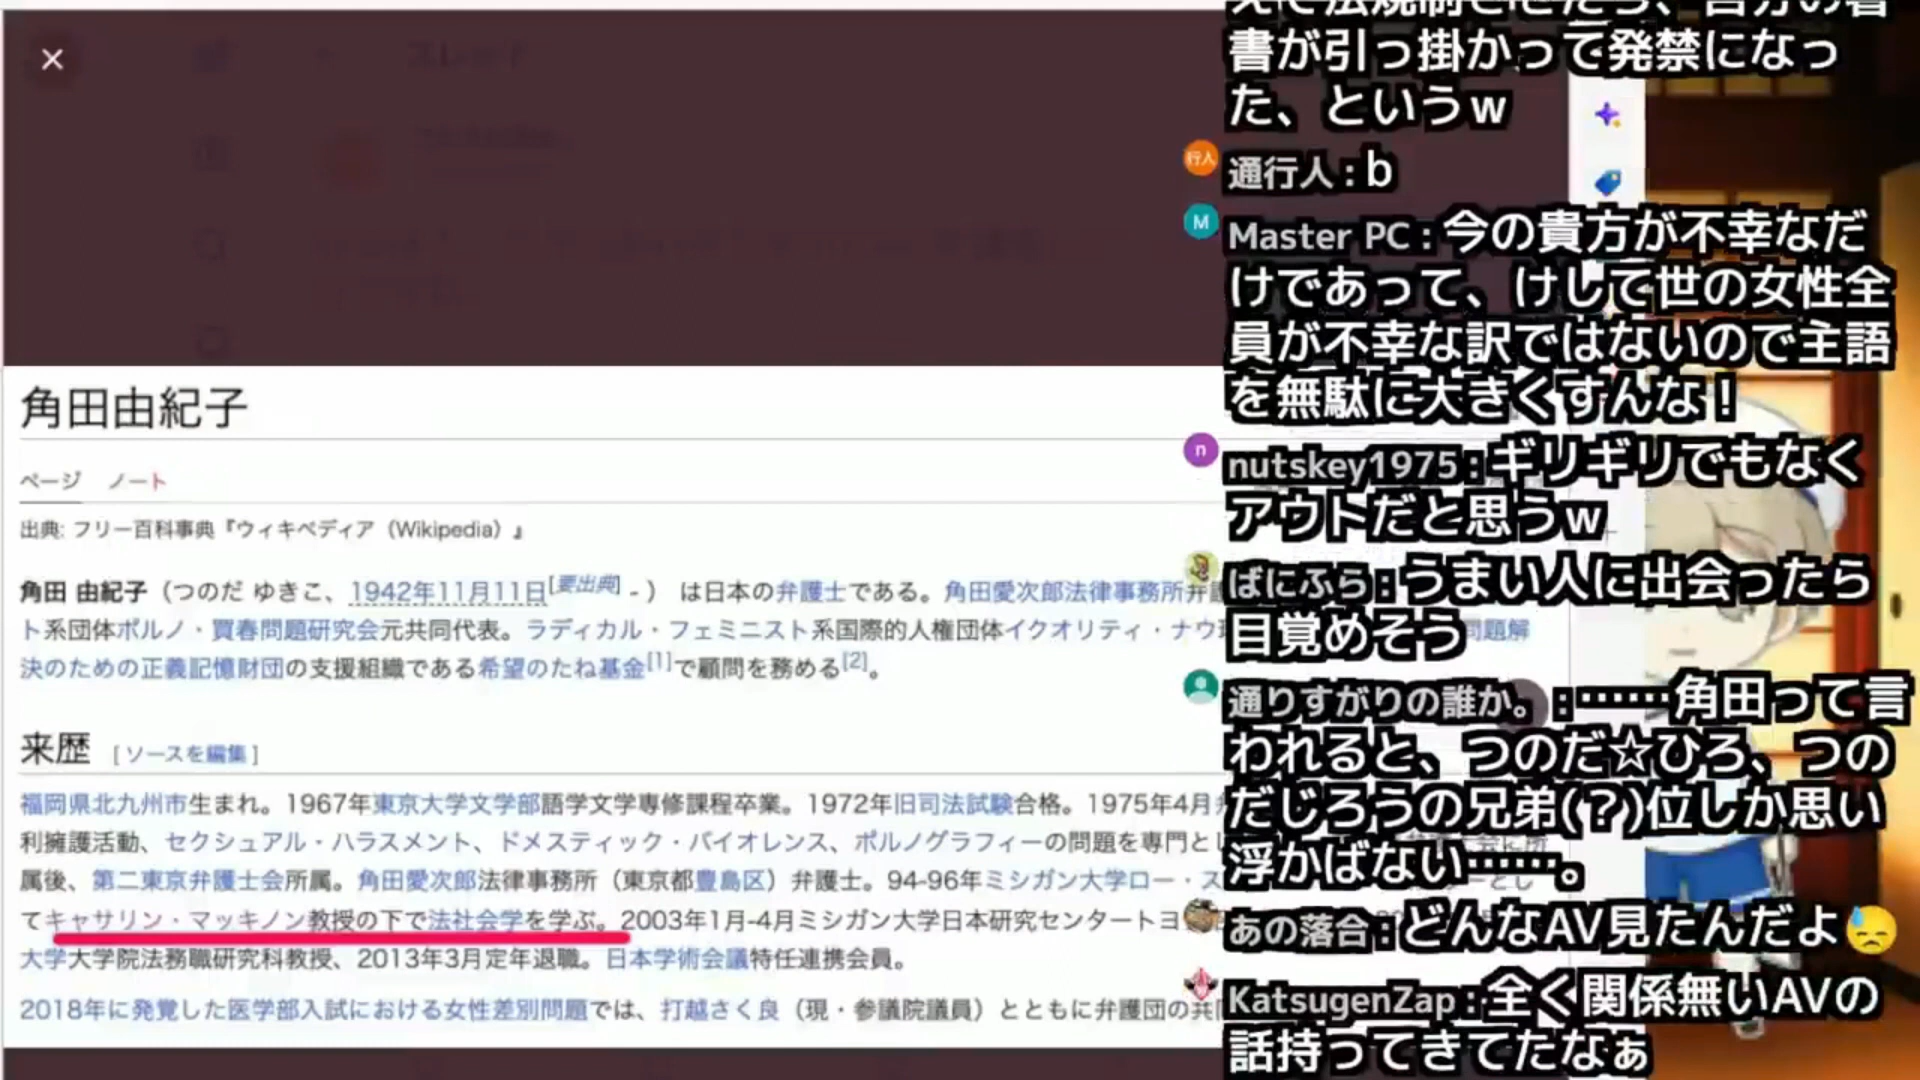 角田由紀子
ページ ノート
出典: フリー百科事典『ウィキペディア（Wikipedia）』
角田 由紀子（つのだ ゆきこ、1942年11月11日[要出典] - ） は日本の弁護士である。角田愛次郎法律事務所弁護
ト系団体ポルノ・買春問題研究会元共同代表。ラディカル・フェミニスト系国際的人権団体イクオリティ・ナウ 問題解
決のための正義記憶財団の支援組織である希望のたね基金[1]で顧問を務める[2]。
来歴 [ ソースを編集 ]
福岡県北九州市生まれ。1967年東京大学文学部語学文学専修課程卒業。1972年旧司法試験合格。1975年4月
利擁護活動、セクシュアル・ハラスメント、ドメスティック・バイオレンス、ポルノグラフィーの問題を専門と
属後、第二東京弁護士会所属。角田愛次郎法律事務所（東京都豊島区）弁護士。94-96年ミシガン大学ロー・ス
てキャサリン・マッキノン教授の下で法社会学を学ぶ。2003年1月-4月ミシガン大学日本研究センタートヨ
大学大学院法務職研究科教授、2013年3月定年退職。日本学術会議特任連携会員。
2018年に発覚した医学部入試における女性差別問題では、打越さく良（現・参議院議員）とともに弁護団の共
書が引っ掛かって発禁になっ
た、というｗ
行人 通行人 : b
M Master PC : 今の貴方が不幸なだ
けであって、けして世の女性全
員が不幸な訳ではないので主語
を無駄に大きくすんな！
n nutskey1975 : ギリギリでもなく
アウトだと思うｗ
ばにふら : うまい人に出会ったら
目覚めそう
通りすがりの誰か。 : ……角田って言
われると、つのだ☆ひろ、つの
だじろうの兄弟(？)位しか思い
浮かばない……。
あの落合 : どんなAV見たんだよ😓
KatsugenZap : 全く関係無いAVの
話持ってきてたなぁ